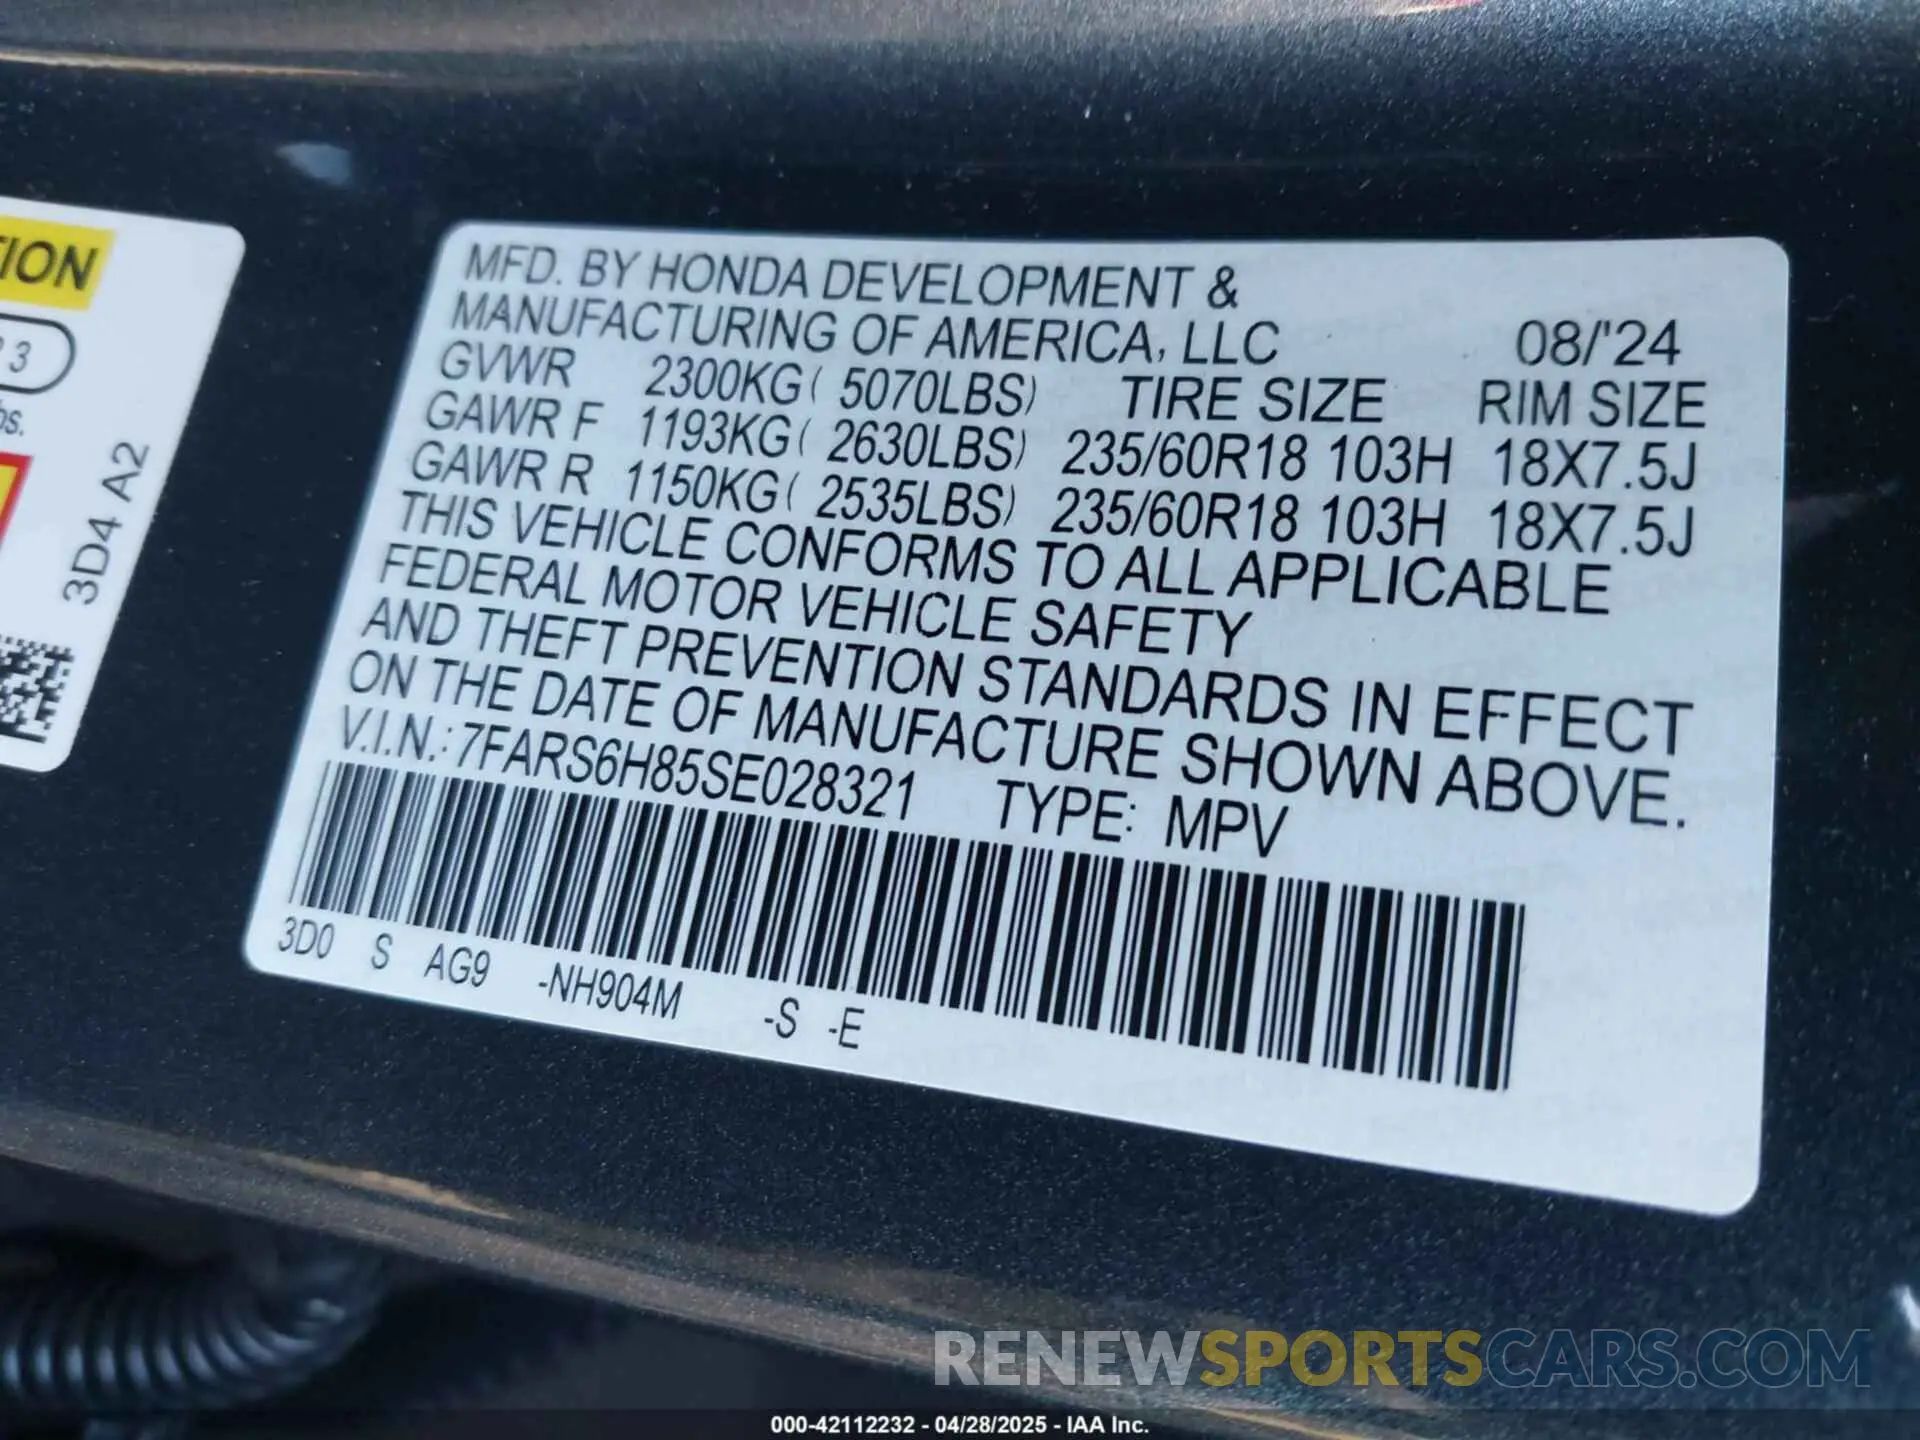 TION
3
bs.
3D4 A2
MFD. BY HONDA DEVELOPMENT &
MANUFACTURING OF AMERICA, LLC 08/'24
GVWR 2300KG( 5070LBS) TIRE SIZE RIM SIZE
GAWR F 1193KG( 2630LBS) 235/60R18 103H 18X7.5J
GAWR R 1150KG( 2535LBS) 235/60R18 103H 18X7.5J
THIS VEHICLE CONFORMS TO ALL APPLICABLE
FEDERAL MOTOR VEHICLE SAFETY
AND THEFT PREVENTION STANDARDS IN EFFECT
ON THE DATE OF MANUFACTURE SHOWN ABOVE.
V.I.N.: 7FARS6H85SE028321 TYPE: MPV
3D0 S AG9 -NH904M -S -E
RENEWSPORTSCARS.COM
000-42112232 - 04/28/2025 - IAA Inc.